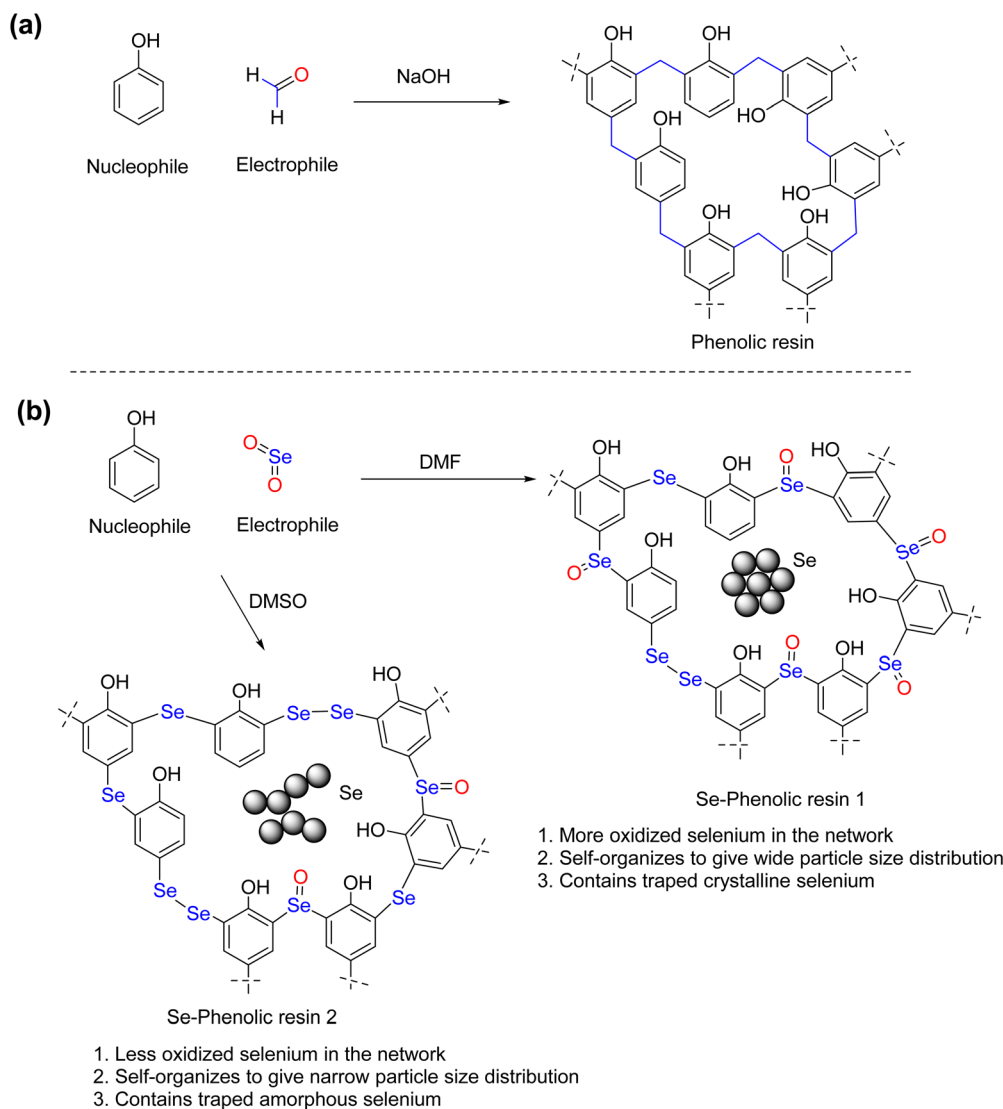 (a)
OH
H
O
H
NaOH
Nucleophile
Electrophile
OH
OH
OH
HO
HO
OH
OH
Phenolic resin
(b)
OH
O
Se
O
Nucleophile
Electrophile
DMF
DMSO
OH
Se
OH
O
Se
OH
Se
O
Se
O
OH
Se
HO
Se
Se
OH
O
Se
OH
Se
O
Se-Phenolic resin 1
1. More oxidized selenium in the network
2. Self-organizes to give wide particle size distribution
3. Contains traped crystalline selenium
OH
Se
OH
Se
Se
OH
Se
OH
Se
Se
O
HO
Se
Se
OH
O
Se
OH
Se
Se-Phenolic resin 2
1. Less oxidized selenium in the network
2. Self-organizes to give narrow particle size distribution
3. Contains traped amorphous selenium